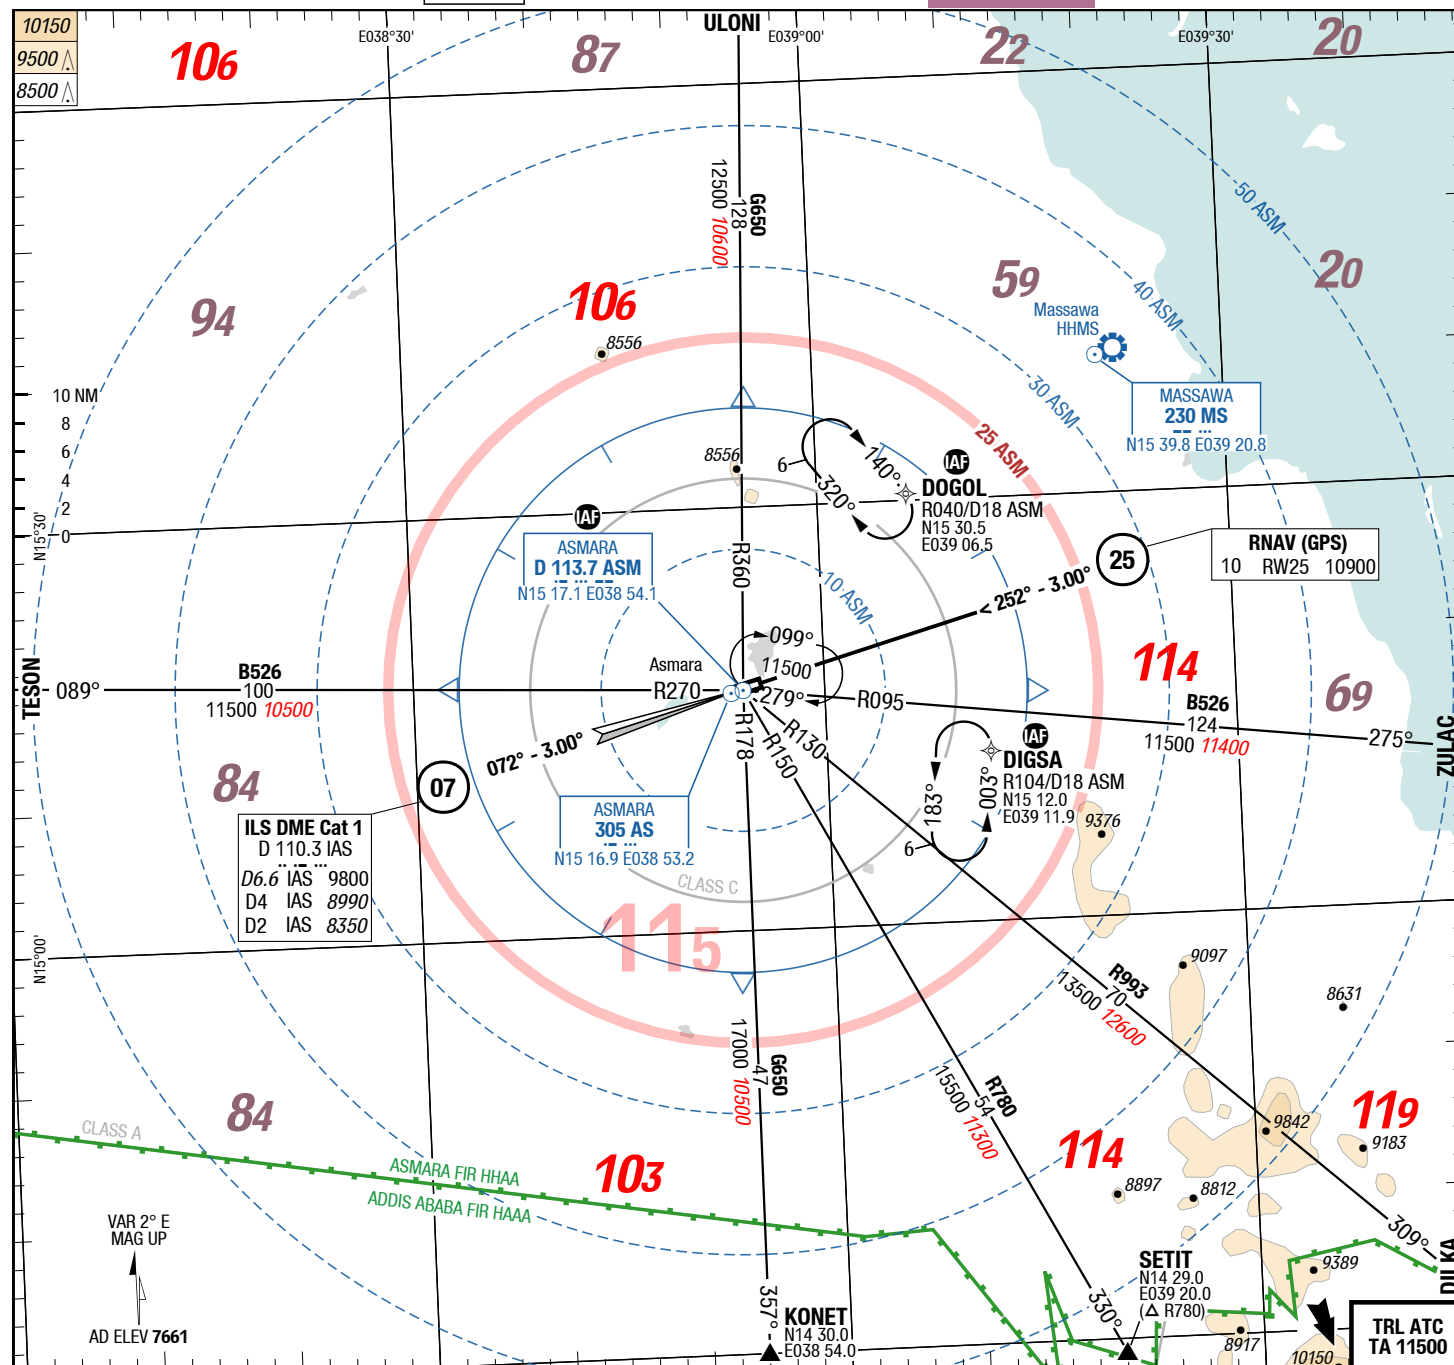 10150
9500
8500
ULONI
E038°30'
E039°00'
E039°30'
106
87
22
20
12500
128
G650
10600
50 ASM
94
106
59
20
40 ASM
Massawa
HHMS
8556
30 ASM
MASSAWA
230 MS
N15 39.8 E039 20.8
10 NM
8
6
4
2
0
25 ASM
8556
6
140°
320°
IAF
DOGOL
R040/D18 ASM
N15 30.5
E039 06.5
N15°30'
IAF
ASMARA
D 113.7 ASM
N15 17.1 E038 54.1
R360
10 ASM
25
< 252° - 3.00°
RNAV (GPS)
10 RW25 10900
099°
11500
Asmara
279°
114
69
TESON
089°
B526
100
11500 10500
R270
R095
B526
124
11500 11400
275°
ZULAC
R178
R150
R130
072° - 3.00°
07
84
IAF
DIGSA
R104/D18 ASM
N15 12.0
E039 11.9
183°
003°
6
9376
ILS DME Cat 1
D 110.3 IAS
D6.6 IAS 9800
D4 IAS 8990
D2 IAS 8350
ASMARA
305 AS
N15 16.9 E038 53.2
CLASS C
115
N15°00'
9097
8631
R993
70
13500 12600
17000
47
G650
10500
R780
54
15500 11300
84
CLASS A
ASMARA FIR HHAA
ADDIS ABABA FIR HAAA
103
114
119
9842
9183
8897
8812
VAR 2° E
MAG UP
AD ELEV 7661
357°
KONET
N14 30.0
E038 54.0
330°
SETIT
N14 29.0
E039 20.0
(△ R780)
9389
309°
DILKA
8917
10150
TRL ATC
TA 11500